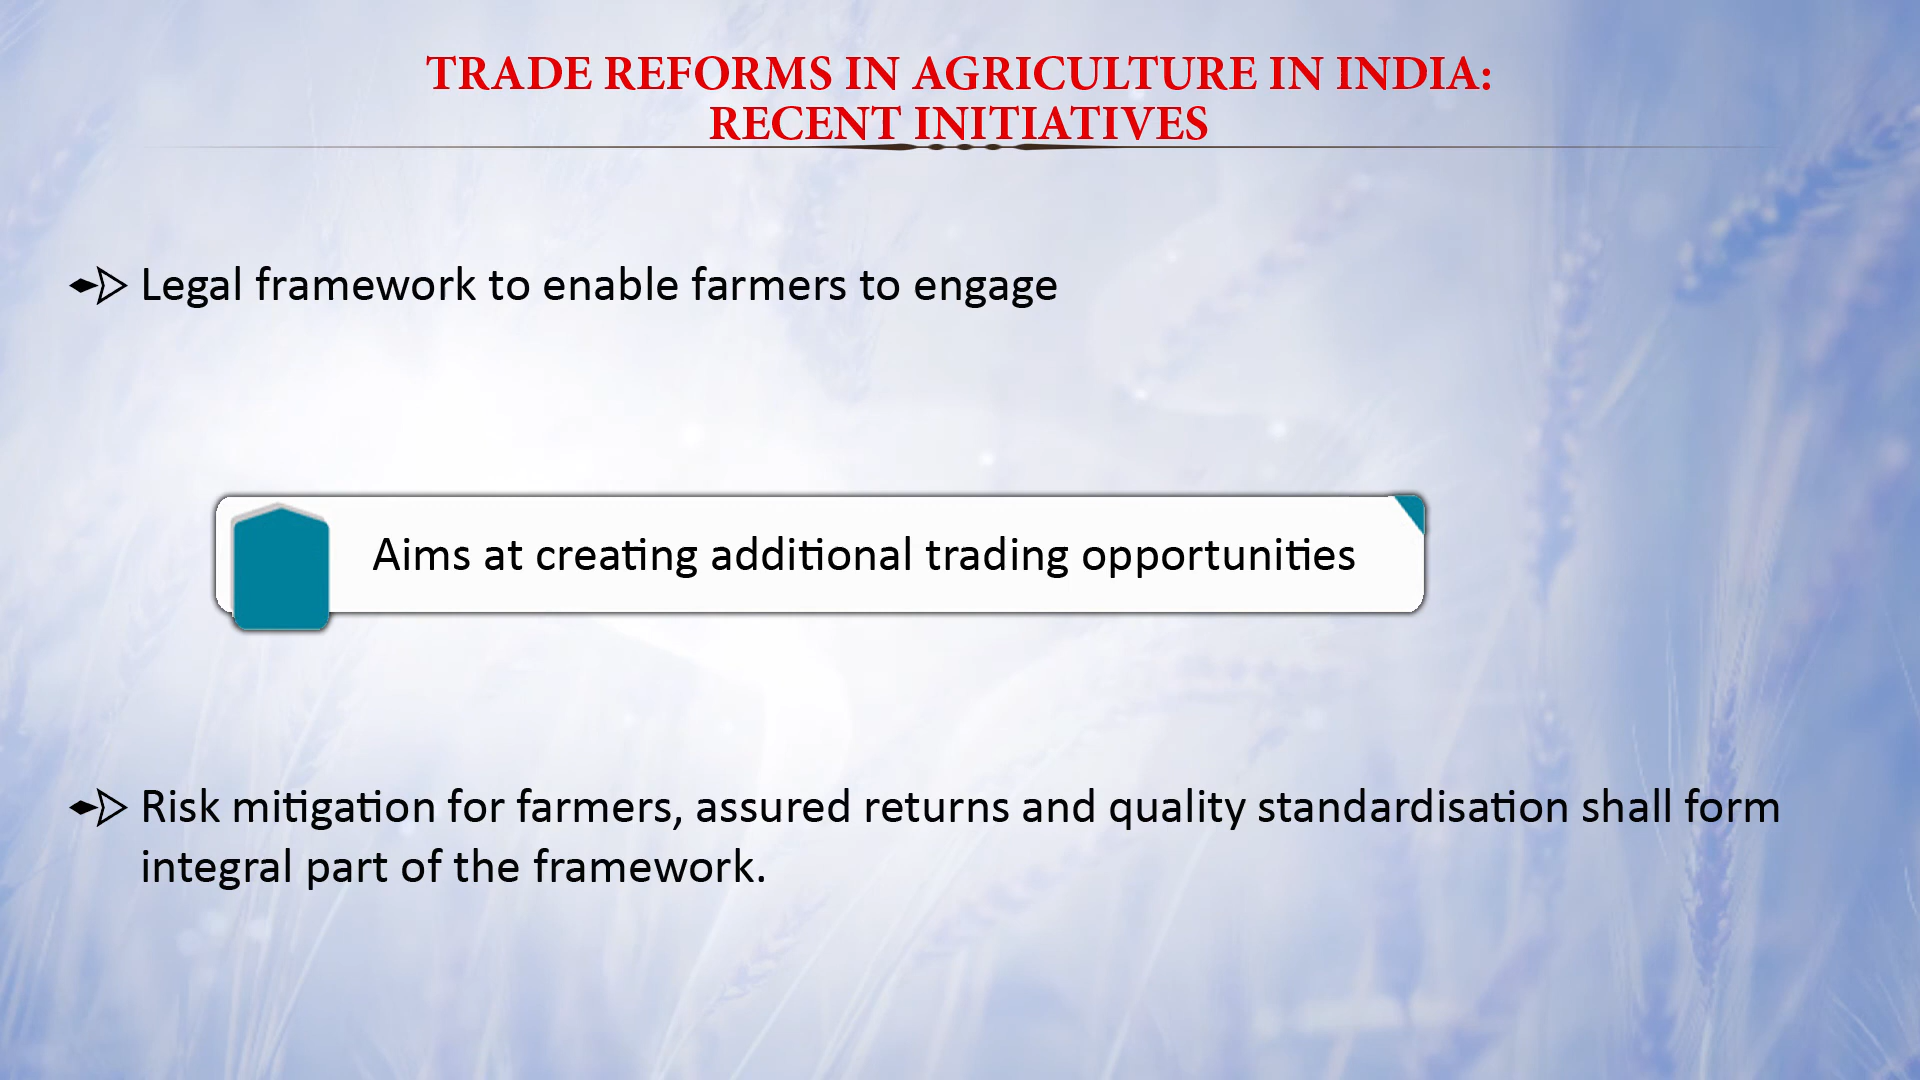 TRADE REFORMS IN AGRICULTURE IN INDIA:
RECENT INITIATIVES
Legal framework to enable farmers to engage
Aims at creating additional trading opportunities
Risk mitigation for farmers, assured returns and quality standardisation shall form
integral part of the framework.